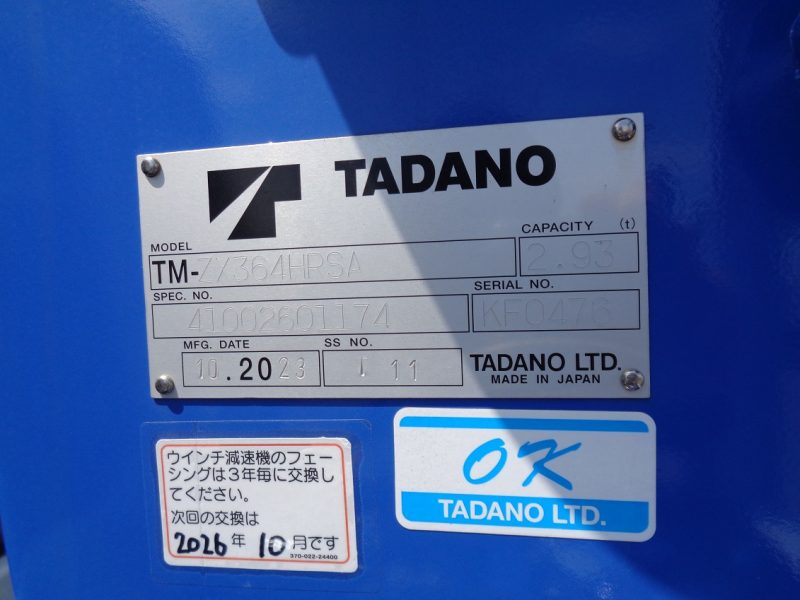 TADANO
MODEL
TM-ZX364HRSA
CAPACITY (t)
2.93
SPEC. NO.
41002601174
SERIAL NO.
KF0476
MFG. DATE
10.2023
SS NO.
11
TADANO LTD.
MADE IN JAPAN
ウインチ減速機のフェー
シングは3年毎に交換し
てください。
次回の交換は
2026年 10月です
370-022-24400
OK
TADANO LTD.